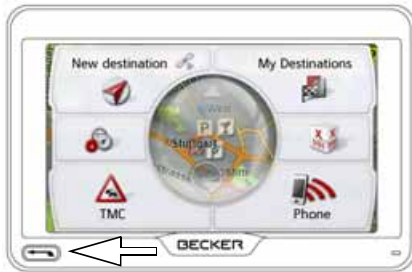 New destination My Destinations
P
Stuttgart
P
TMC Phone
BECKER